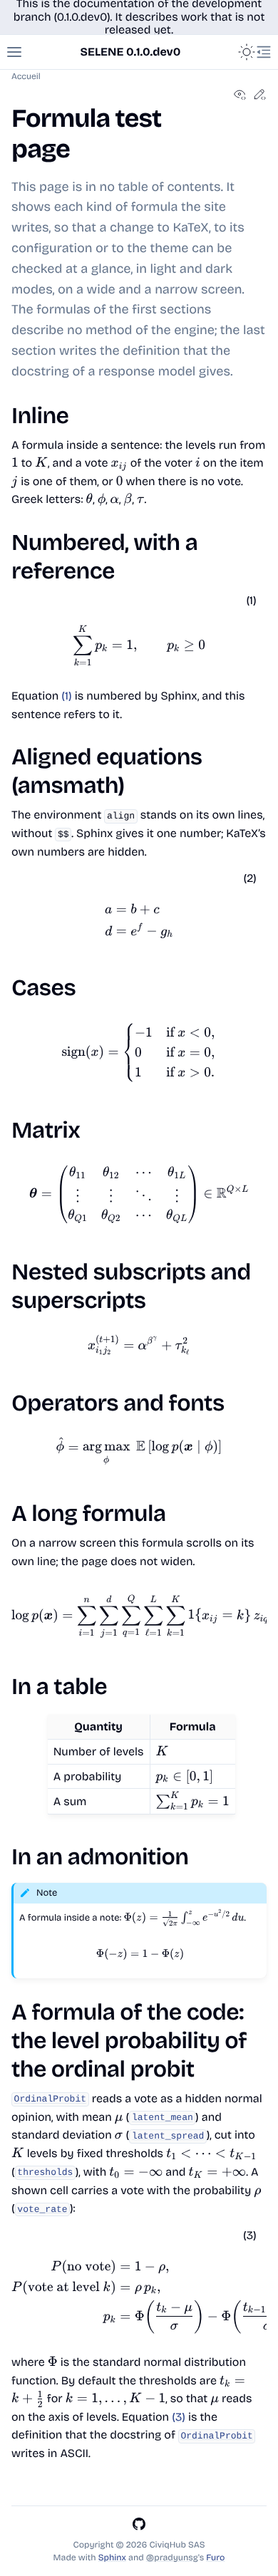 This is the documentation of the development
branch (0.1.0.dev0). It describes work that is not
released yet.
SELENE 0.1.0.dev0
Accueil
Formula test
page
This page is in no table of contents. It
shows each kind of formula the site
writes, so that a change to KaTeX, to its
configuration or to the theme can be
checked at a glance, in light and dark
modes, on a wide and a narrow screen.
The formulas of the first sections
describe no method of the engine; the last
section writes the definition that the
docstring of a response model gives.
Inline
A formula inside a sentence: the levels run from
1 to K, and a vote x_{ij} of the voter i on the item
j is one of them, or 0 when there is no vote.
Greek letters: θ, ϕ, α, β, τ.
Numbered, with a
reference
(1)
∑_{k=1}^{K} p_k = 1,    p_k ≥ 0
Equation (1) is numbered by Sphinx, and this
sentence refers to it.
Aligned equations
(amsmath)
The environment align stands on its own lines,
without $$. Sphinx gives it one number; KaTeX's
own numbers are hidden.
(2)
a = b + c
d = e^f − g_h
Cases
sign(x) = { −1  if x < 0,
0  if x = 0,
1  if x > 0.
Matrix
θ = ( θ_{11} θ_{12} ⋯ θ_{1L}
⋮ ⋮ ⋱ ⋮
θ_{Q1} θ_{Q2} ⋯ θ_{QL} ) ∈ ℝ^{Q×L}
Nested subscripts and
superscripts
x_{i_1 j_2}^{(t+1)} = α^{β^γ} + τ_{k_ℓ}^2
Operators and fonts
ϕ̂ = arg max_ϕ 𝔼 [log p(x ∣ ϕ)]
A long formula
On a narrow screen this formula scrolls on its
own line; the page does not widen.
log p(x) = ∑_{i=1}^{n} ∑_{j=1}^{d} ∑_{q=1}^{Q} ∑_{ℓ=1}^{L} ∑_{k=1}^{K} 1{x_{ij} = k} z_{iq
In a table
Quantity Formula
Number of levels K
A probability p_k ∈ [0, 1]
A sum ∑_{k=1}^{K} p_k = 1
In an admonition
Note
A formula inside a note: Φ(z) = \frac{1}{\sqrt{2π}} ∫_{−∞}^{z} e^{−u^2/2} du.
Φ(−z) = 1 − Φ(z)
A formula of the code:
the level probability of
the ordinal probit
OrdinalProbit reads a vote as a hidden normal
opinion, with mean μ (latent_mean) and
standard deviation σ (latent_spread), cut into
K levels by fixed thresholds t_1 < ⋯ < t_{K−1}
(thresholds), with t_0 = −∞ and t_K = +∞. A
shown cell carries a vote with the probability ρ
(vote_rate):
(3)
P(no vote) = 1 − ρ,
P(vote at level k) = ρ p_k,
p_k = Φ(\frac{t_k − μ}{σ}) − Φ(\frac{t_{k−1}}{σ}
where Φ is the standard normal distribution
function. By default the thresholds are t_k =
k + \frac{1}{2} for k = 1, …, K − 1, so that μ reads
on the axis of levels. Equation (3) is the
definition that the docstring of OrdinalProbit
writes in ASCII.
Copyright © 2026 CiviqHub SAS
Made with Sphinx and @pradyunsg's Furo